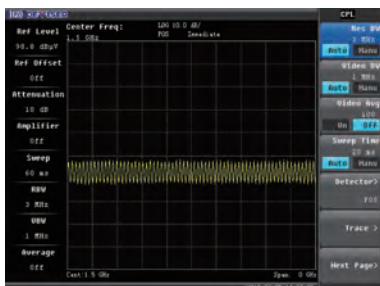 CPL
Ref Level
Center Freq:
LOG 10.0 dB/
1.5 GHz
POS Immediate
90.0 dBμV
Ref Offset
Off
Attenuation
10 dB
Amplifier
Off
Sweep
60 ms
RBW
3 MHz
VBW
1 MHz
Average
Off
Cent:1.5 GHz
Span: 0 GHz
Res BW
3 MHz
Auto Manu
Video BW
1 MHz
Auto Manu
Video Avg
100
On Off
Sweep Time
20 ms
Auto Manu
Detector>
POS
Trace >
Next Page>